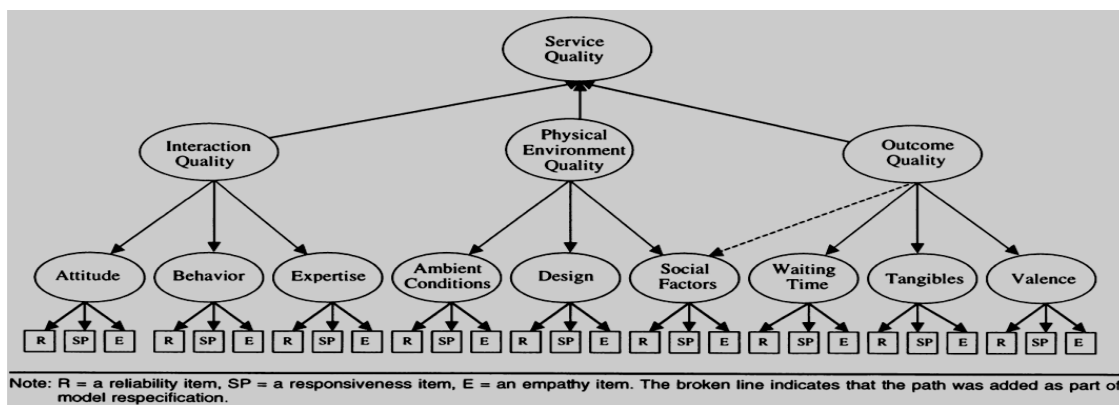 Service
Quality
Interaction
Quality
Physical
Environment
Quality
Outcome
Quality
Attitude
Behavior
Expertise
Ambient
Conditions
Design
Social
Factors
Waiting
Time
Tangibles
Valence
R SP E R SP E R SP E R SP E R SP E R SP E R SP E R SP E R SP E
Note: R = a reliability item, SP = a responsiveness item, E = an empathy item. The broken line indicates that the path was added as part of
model respecification.